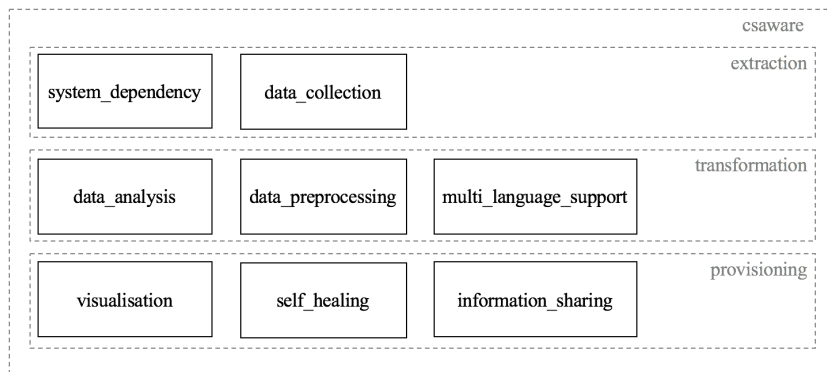 csaware
extraction
system_dependency
data_collection
transformation
data_analysis
data_preprocessing
multi_language_support
provisioning
visualisation
self_healing
information_sharing